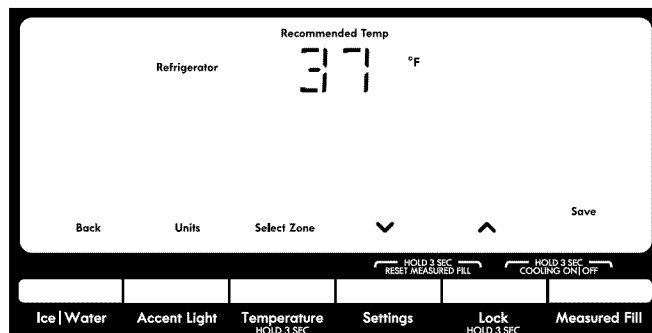 Recommended Temp
Refrigerator 37 °F
Save
Back Units Select Zone
HOLD 3 SEC HOLD 3 SEC
RESET MEASURED FILL COOLING ON|OFF
Ice|Water Accent Light Temperature Settings Lock Measured Fill
HOLD 3 SEC HOLD 3 SEC